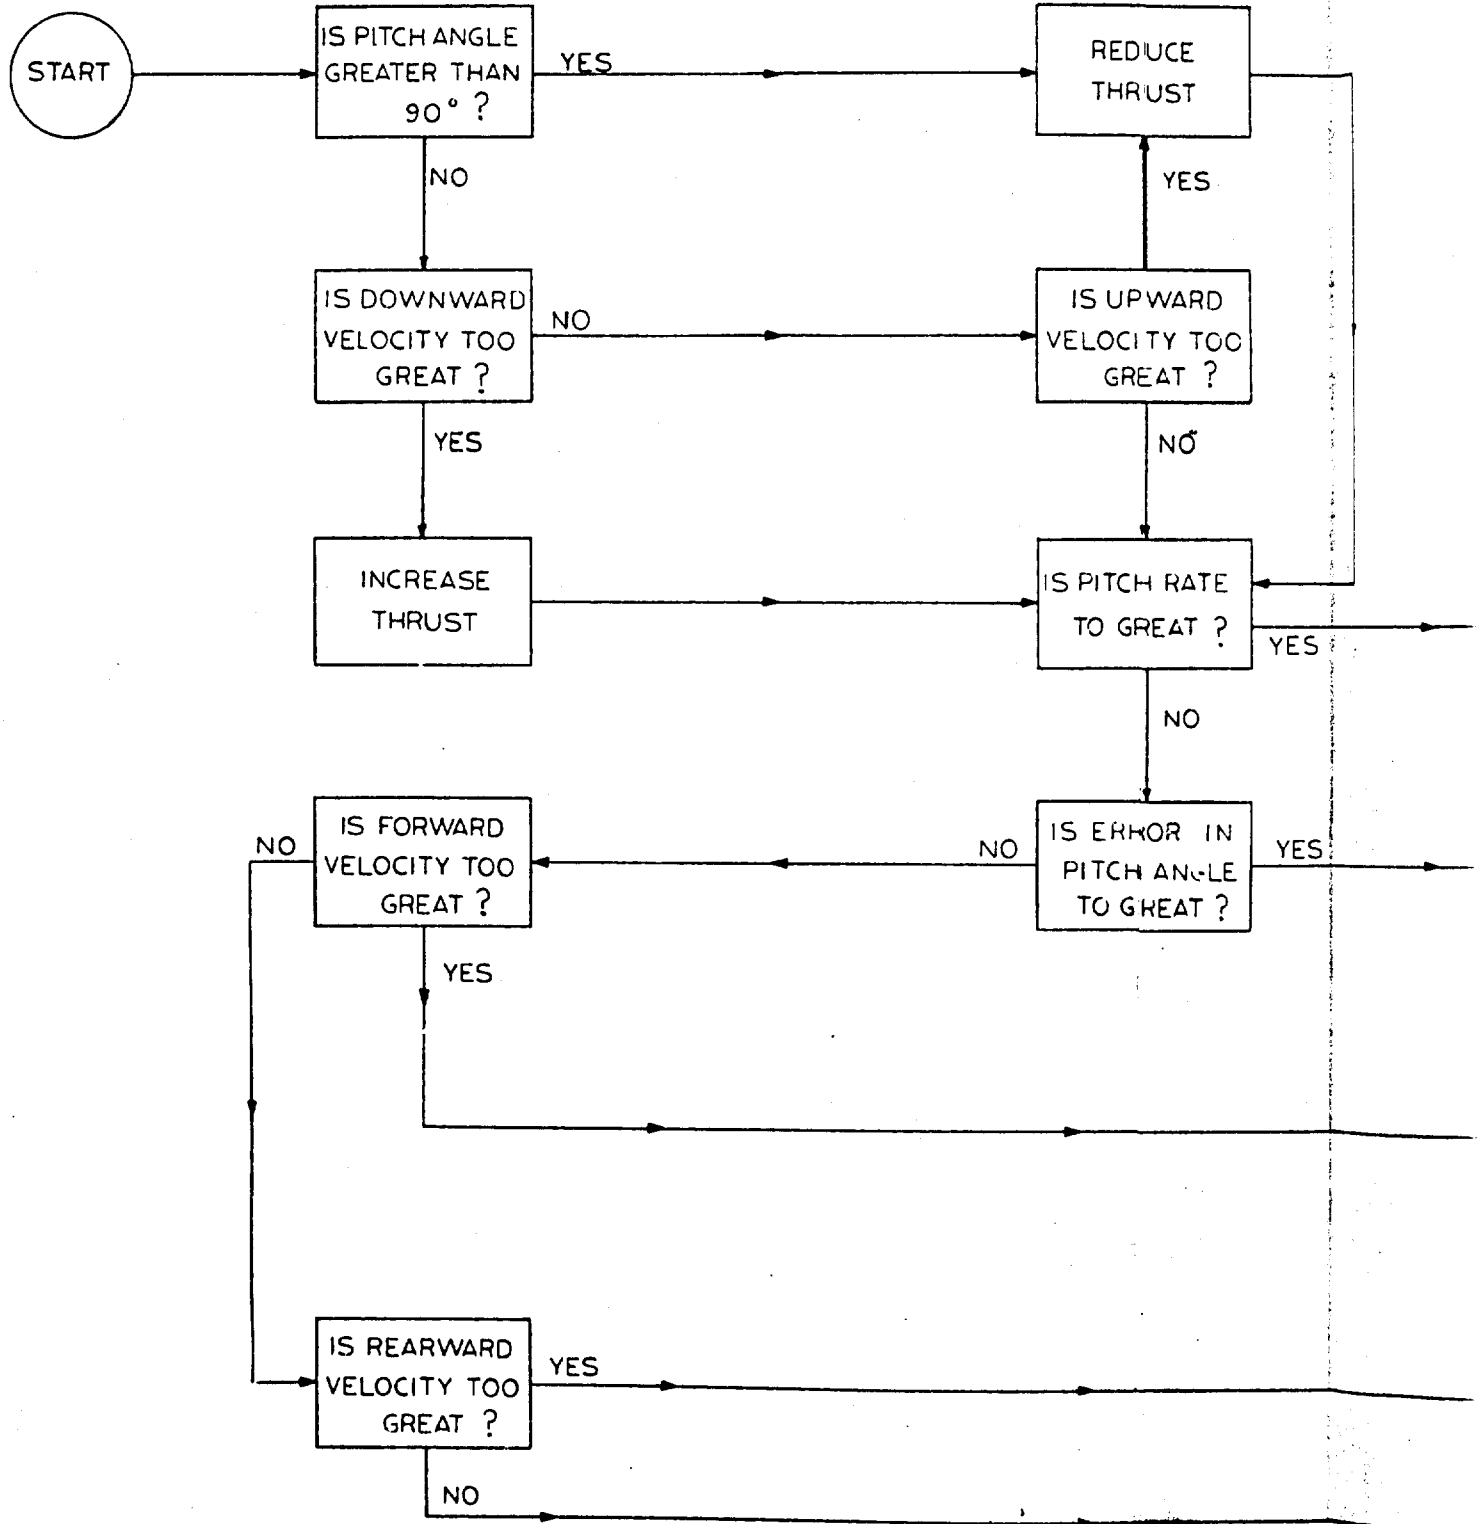 START
IS PITCH ANGLE
GREATER THAN
90° ?
YES
REDUCE
THRUST
NO
YES
IS DOWNWARD
VELOCITY TOO
GREAT ?
NO
IS UPWARD
VELOCITY TOO
GREAT ?
YES
NO
INCREASE
THRUST
IS PITCH RATE
TO GREAT ?
YES
NO
NO
IS FORWARD
VELOCITY TOO
GREAT ?
NO
IS ERROR IN
PITCH ANGLE
TO GREAT ?
YES
YES
IS REARWARD
VELOCITY TOO
GREAT ?
YES
NO